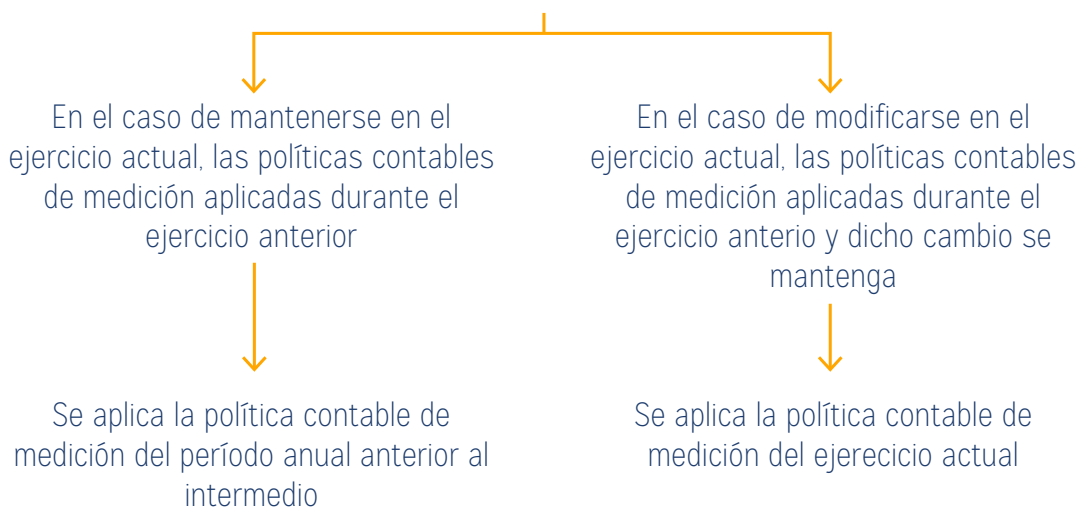 En el caso de mantenerse en el
ejercicio actual, las políticas contables
de medición aplicadas durante el
ejercicio anterior
En el caso de modificarse en el
ejercicio actual, las políticas contables
de medición aplicadas durante el
ejercicio anterio y dicho cambio se
mantenga
Se aplica la política contable de
medición del período anual anterior al
intermedio
Se aplica la política contable de
medición del ejerecicio actual